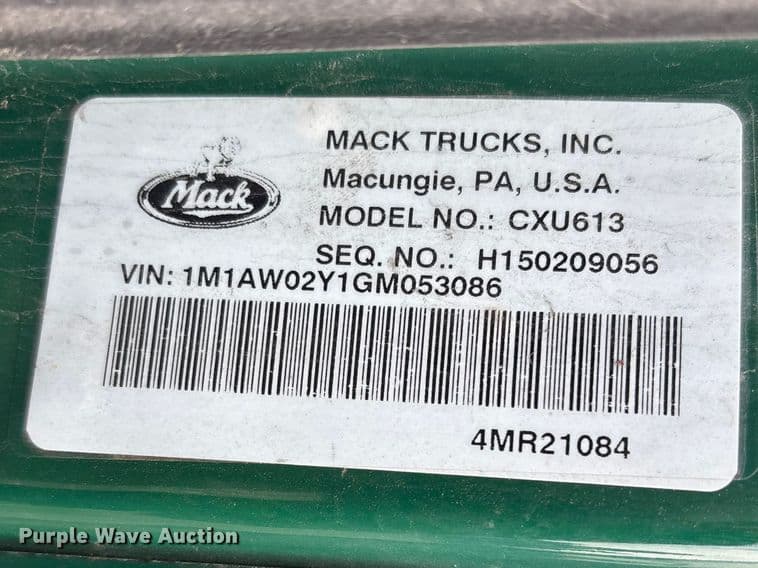 Mack
MACK TRUCKS, INC.
Macungie, PA, U.S.A.
MODEL NO.: CXU613
SEQ. NO.: H150209056
VIN: 1M1AW02Y1GM053086
4MR21084
Purple Wave Auction